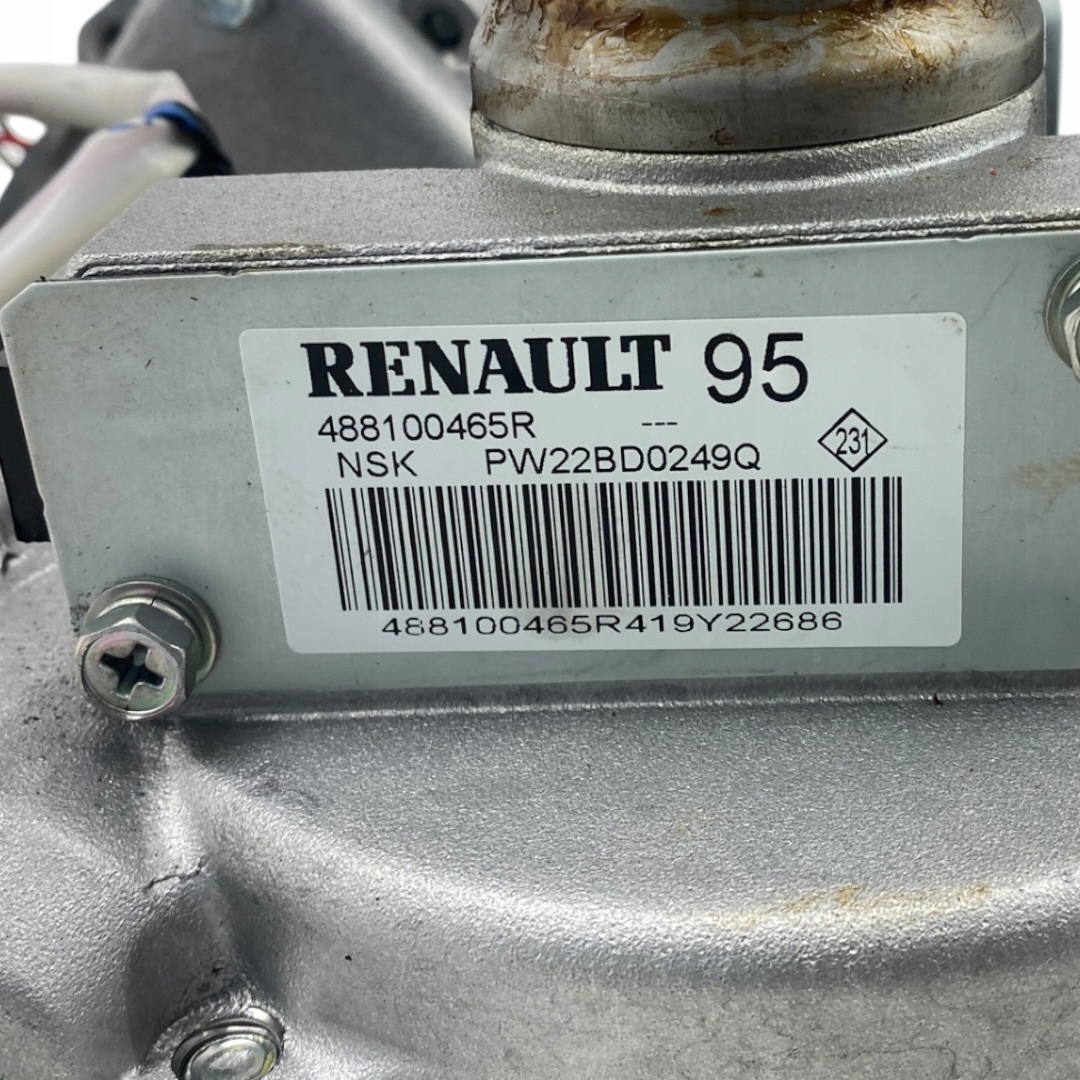 RENAULT 95
488100465R ---
NSK PW22BD0249Q 231
488100465R419Y22686